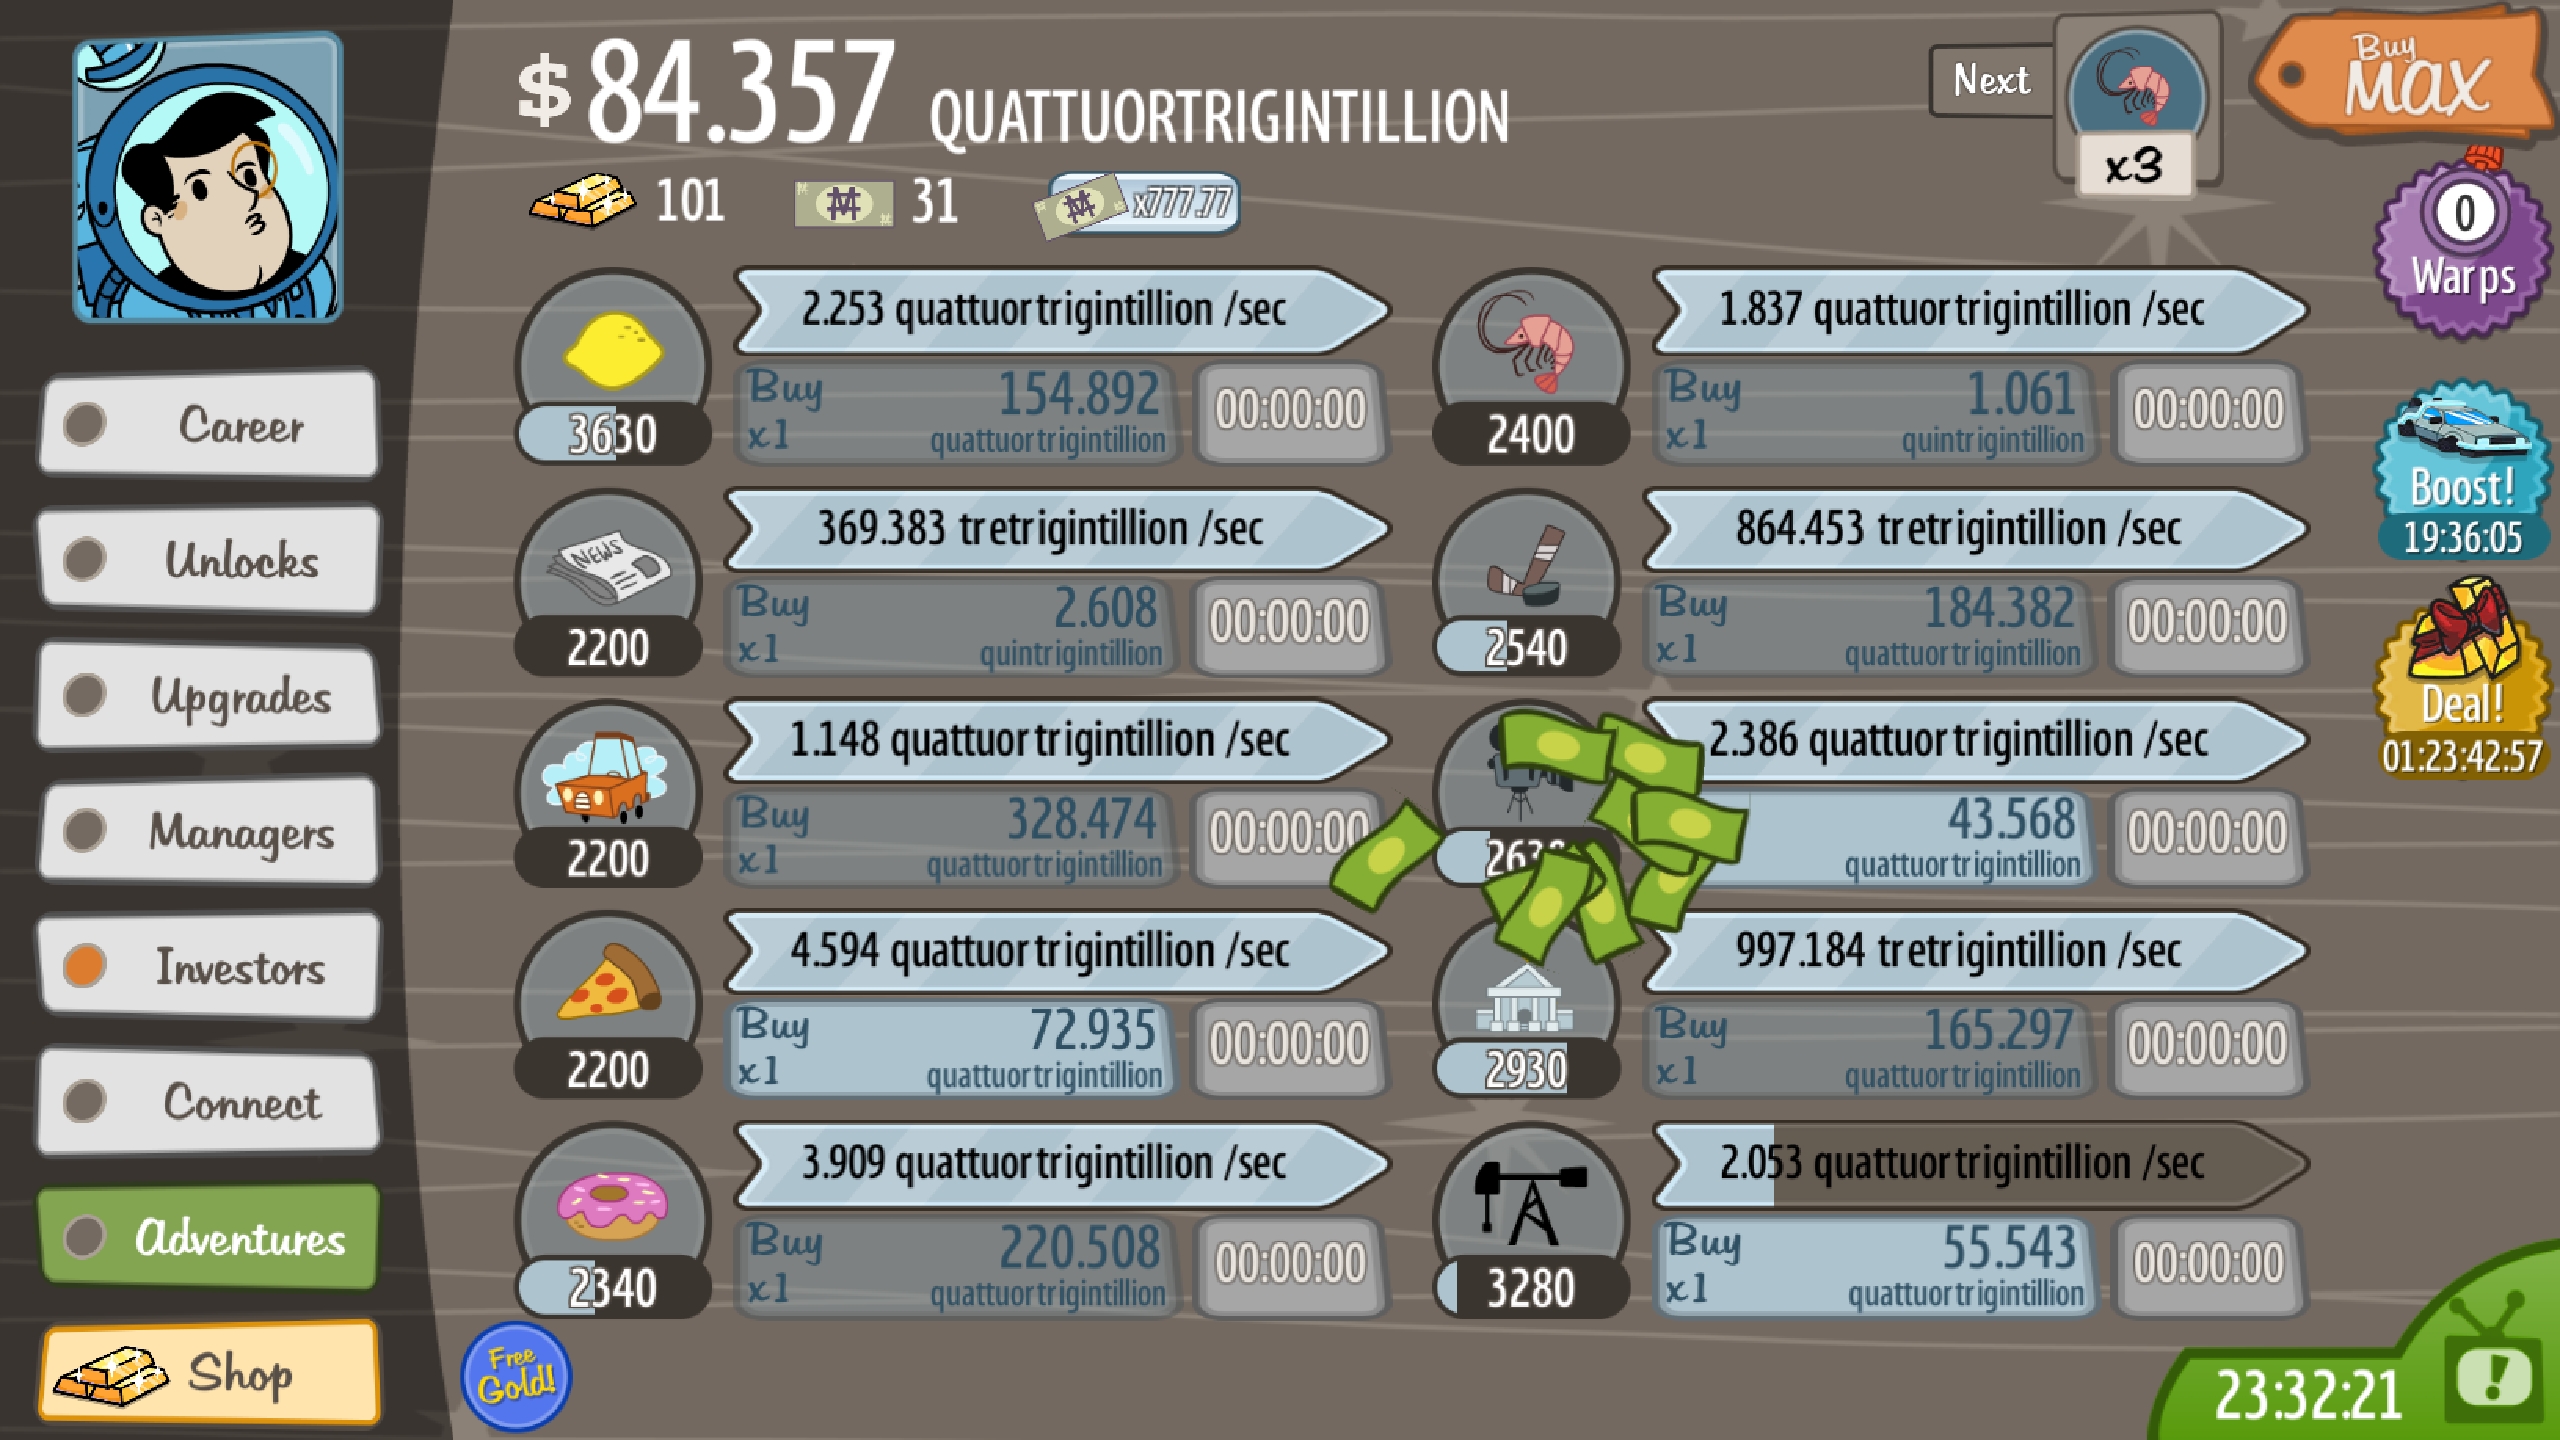 $84.357 QUATTUORTRIGINTILLION
101
31
x777.77
Next
x3
Buy
MAX
0
Warps
Boost!
19:36:05
Deal!
01:23:42:57
Career
Unlocks
Upgrades
Managers
Investors
Connect
Adventures
Shop
2.253 quattuortrigintillion /sec
3630
Buy
x1
154.892
quattuortrigintillion
00:00:00
1.837 quattuortrigintillion /sec
2400
Buy
x1
1.061
quintrigintillion
00:00:00
NEWS
369.383 tretrigintillion /sec
2200
Buy
x1
2.608
quintrigintillion
00:00:00
864.453 tretrigintillion /sec
2540
Buy
x1
184.382
quattuortrigintillion
00:00:00
1.148 quattuortrigintillion /sec
2200
Buy
x1
328.474
quattuortrigintillion
00:00:00
2.386 quattuortrigintillion /sec
43.568
quattuortrigintillion
00:00:00
4.594 quattuortrigintillion /sec
2200
Buy
x1
72.935
quattuortrigintillion
00:00:00
997.184 tretrigintillion /sec
2930
Buy
x1
165.297
quattuortrigintillion
00:00:00
3.909 quattuortrigintillion /sec
2340
Buy
x1
220.508
quattuortrigintillion
00:00:00
2.053 quattuortrigintillion /sec
3280
Buy
x1
55.543
quattuortrigintillion
00:00:00
Free
Gold!
23:32:21
!